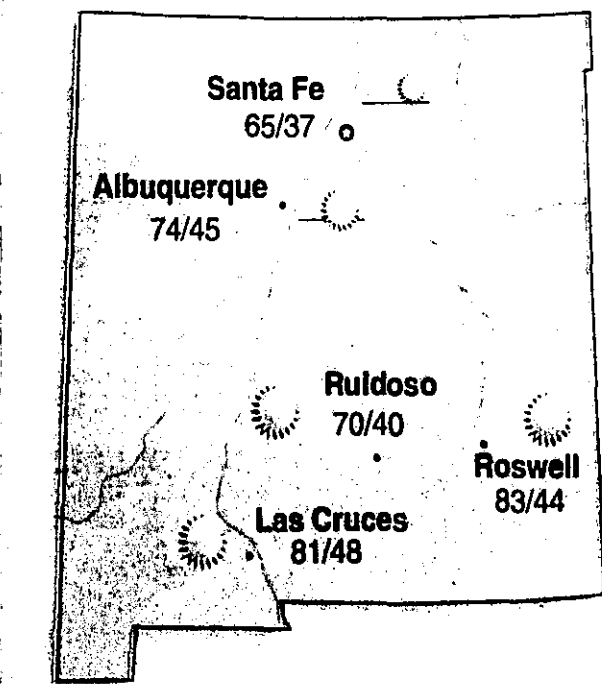 Santa Fe
65/37
Albuquerque
74/45
Ruidoso
70/40
Roswell
83/44
Las Cruces
81/48